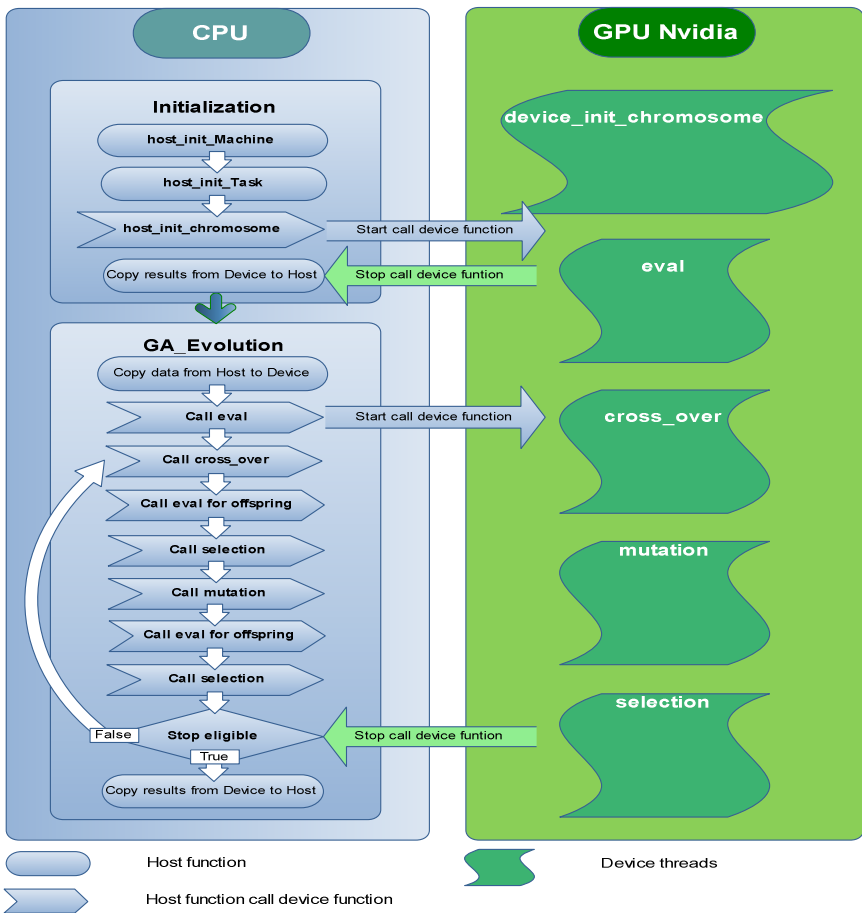 CPU
Initialization
host_init_Machine
host_init_Task
host_init_chromosome
Copy results from Device to Host
Start call device function
Stop call device funtion
GA_Evolution
Copy data from Host to Device
Call eval
Start call device function
Call cross_over
Call eval for offspring
Call selection
Call mutation
Call eval for offspring
Call selection
Stop eligible
False
True
Stop call device funtion
Copy results from Device to Host
GPU Nvidia
device_init_chromosome
eval
cross_over
mutation
selection
Host function
Host function call device function
Device threads